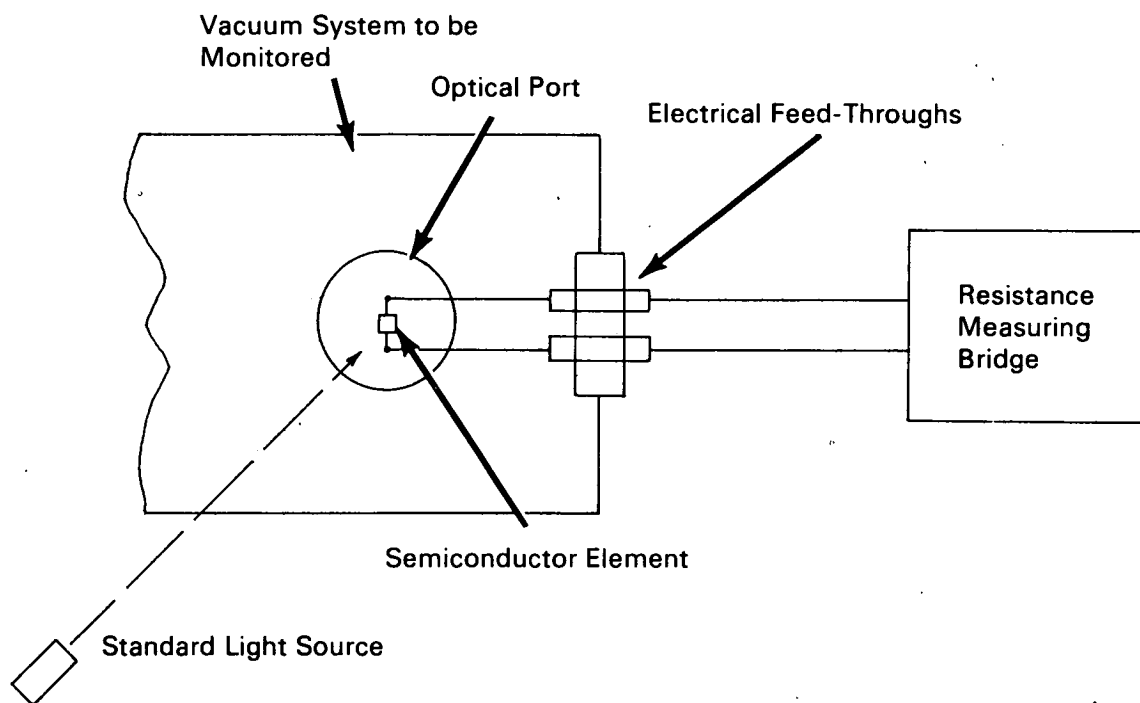 Vacuum System to be
Monitored
Optical Port
Electrical Feed-Throughs
Resistance
Measuring
Bridge
Semiconductor Element
Standard Light Source